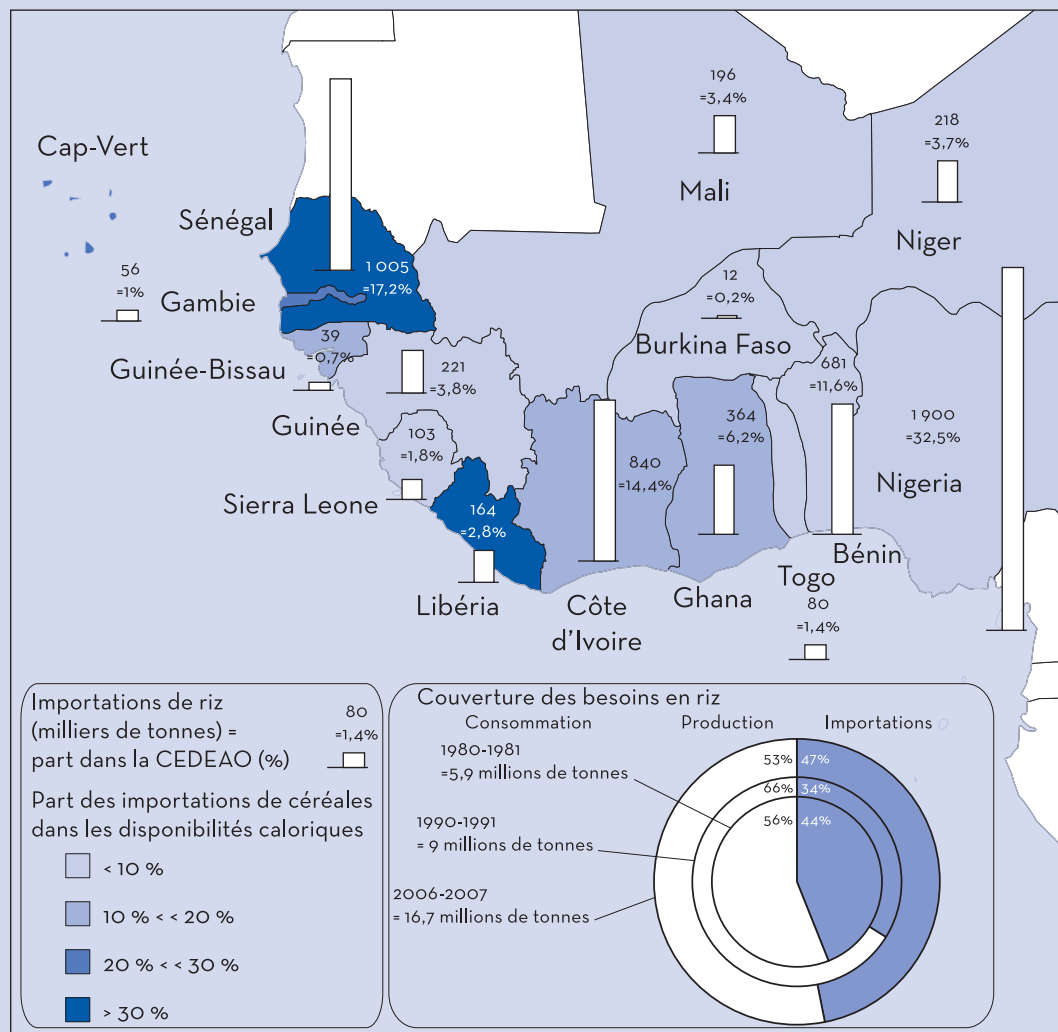 196
=3,4%
Mali
218
=3,7%
Niger
Cap-Vert
56
=1%
Sénégal
1 005
=17,2%
Gambie
39
=0,7%
Guinée-Bissau
221
=3,8%
Guinée
103
=1,8%
Sierra Leone
164
=2,8%
Libéria
12
=0,2%
Burkina Faso
681
=11,6%
Bénin
1 900
=32,5%
Nigeria
840
=14,4%
Côte
d'Ivoire
364
=6,2%
Ghana
Togo
80
=1,4%
Importations de riz
(milliers de tonnes) =
part dans la CEDEAO (%)
80
=1,4%
Part des importations de céréales
dans les disponibilités caloriques
< 10 %
10 % < < 20 %
20 % < < 30 %
> 30 %
Couverture des besoins en riz
Consommation
Production
Importations
1980-1981
=5,9 millions de tonnes
1990-1991
= 9 millions de tonnes
2006-2007
= 16,7 millions de tonnes
53% 47%
66% 34%
56% 44%